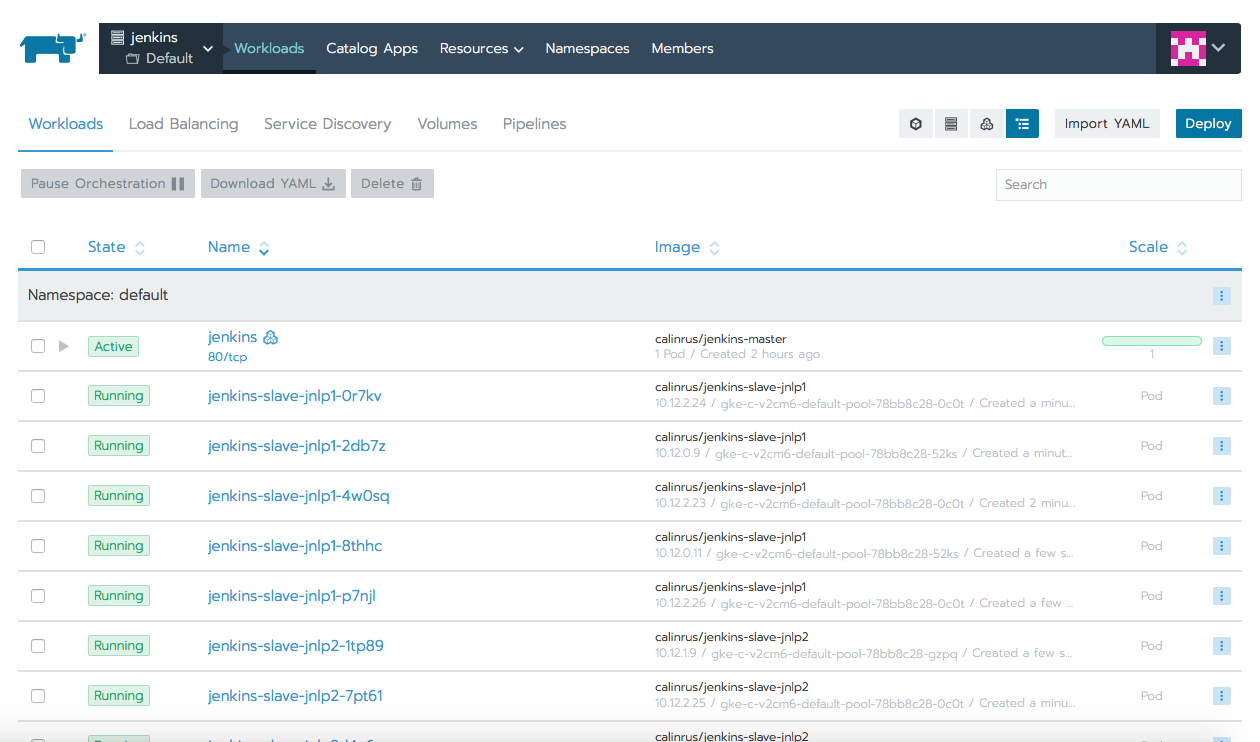 jenkins
Default
Workloads
Catalog Apps
Resources
Namespaces
Members
Workloads
Load Balancing
Service Discovery
Volumes
Pipelines
Import YAML
Deploy
Pause Orchestration
Download YAML
Delete
Search
State
Name
Image
Scale
Namespace: default
Active
jenkins
80/tcp
calinrus/jenkins-master
1 Pod / Created 2 hours ago
1
Running
jenkins-slave-jnlp1-0r7kv
calinrus/jenkins-slave-jnlp1
10.12.2.24 / gke-c-v2cm6-default-pool-78bb8c28-0c0t / Created a minu...
Pod
Running
jenkins-slave-jnlp1-2db7z
calinrus/jenkins-slave-jnlp1
10.12.0.9 / gke-c-v2cm6-default-pool-78bb8c28-52ks / Created a minut...
Pod
Running
jenkins-slave-jnlp1-4w0sq
calinrus/jenkins-slave-jnlp1
10.12.2.23 / gke-c-v2cm6-default-pool-78bb8c28-0c0t / Created 2 minu...
Pod
Running
jenkins-slave-jnlp1-8thhc
calinrus/jenkins-slave-jnlp1
10.12.0.11 / gke-c-v2cm6-default-pool-78bb8c28-52ks / Created a few s...
Pod
Running
jenkins-slave-jnlp1-p7njl
calinrus/jenkins-slave-jnlp1
10.12.2.26 / gke-c-v2cm6-default-pool-78bb8c28-0c0t / Created a few ...
Pod
Running
jenkins-slave-jnlp2-1tp89
calinrus/jenkins-slave-jnlp2
10.12.1.9 / gke-c-v2cm6-default-pool-78bb8c28-gzpq / Created a few s...
Pod
Running
jenkins-slave-jnlp2-7pt61
calinrus/jenkins-slave-jnlp2
10.12.2.25 / gke-c-v2cm6-default-pool-78bb8c28-0c0t / Created a minu...
Pod
calinrus/jenkins-slave-jnlp2